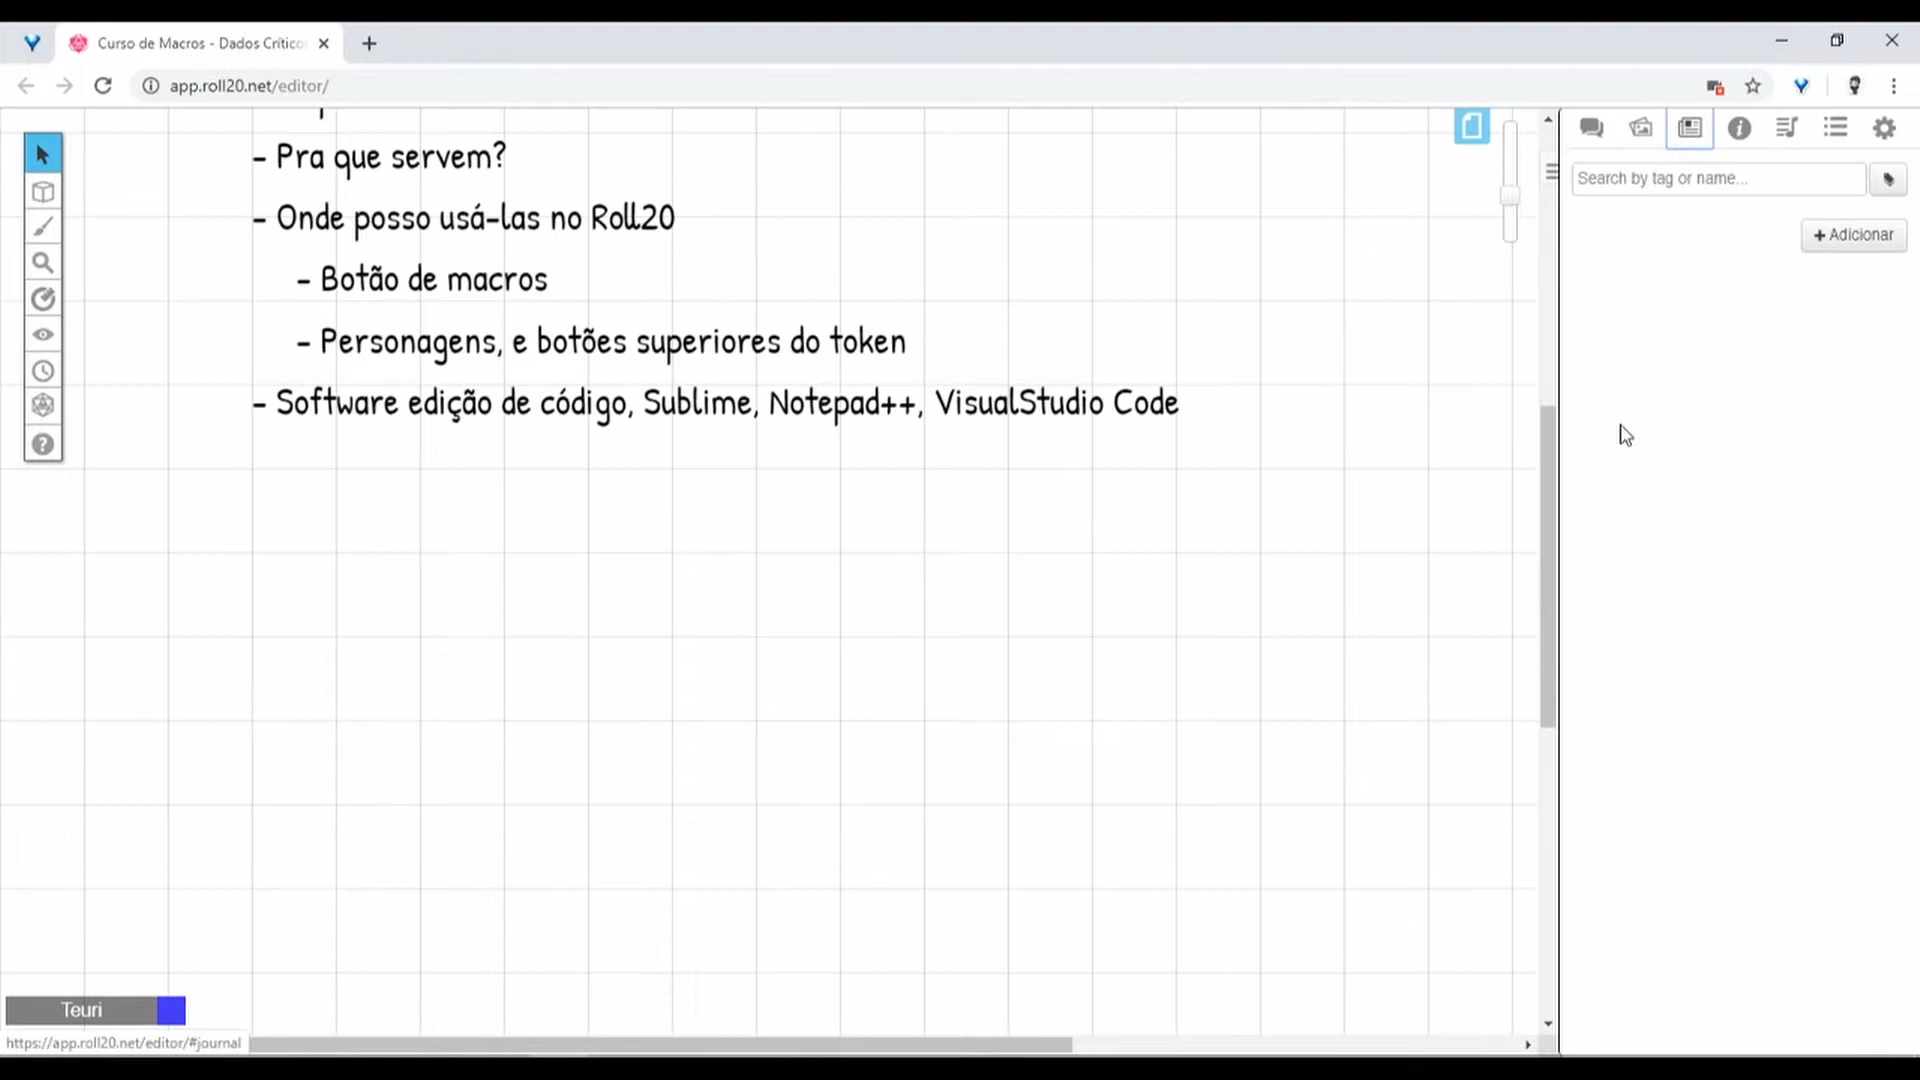 Curso de Macros - Dados Crítico
app.roll20.net/editor/
- Pra que servem?
- Onde posso usá-las no Roll20
- Botão de macros
- Personagens, e botões superiores do token
- Software edição de código, Sublime, Notepad++, VisualStudio Code
Search by tag or name...
+ Adicionar
Teuri
https://app.roll20.net/editor/#journal